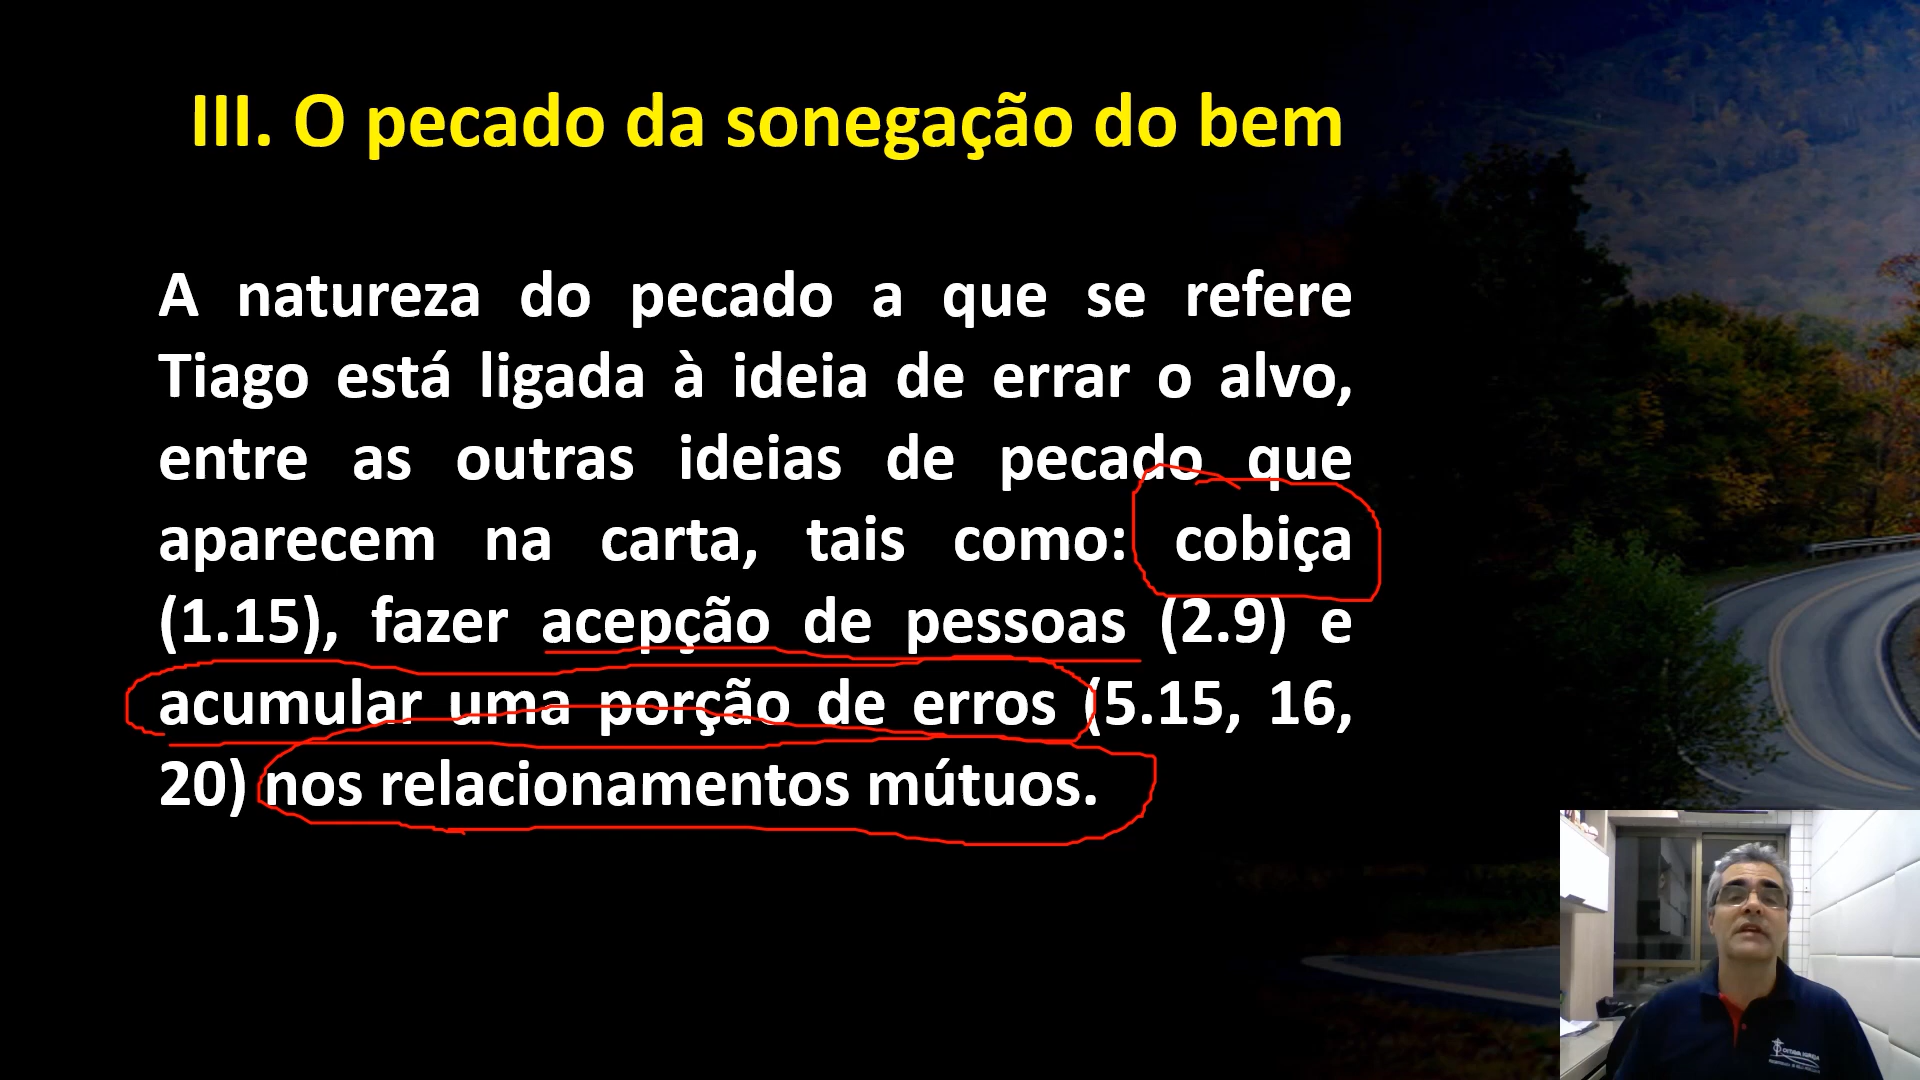 III. O pecado da sonegação do bem
A natureza do pecado a que se refere
Tiago está ligada à ideia de errar o alvo,
entre as outras ideias de pecado que
aparecem na carta, tais como: cobiça
(1.15), fazer acepção de pessoas (2.9) e
acumular uma porção de erros (5.15, 16,
20) nos relacionamentos mútuos.
OITAVA IGREJA